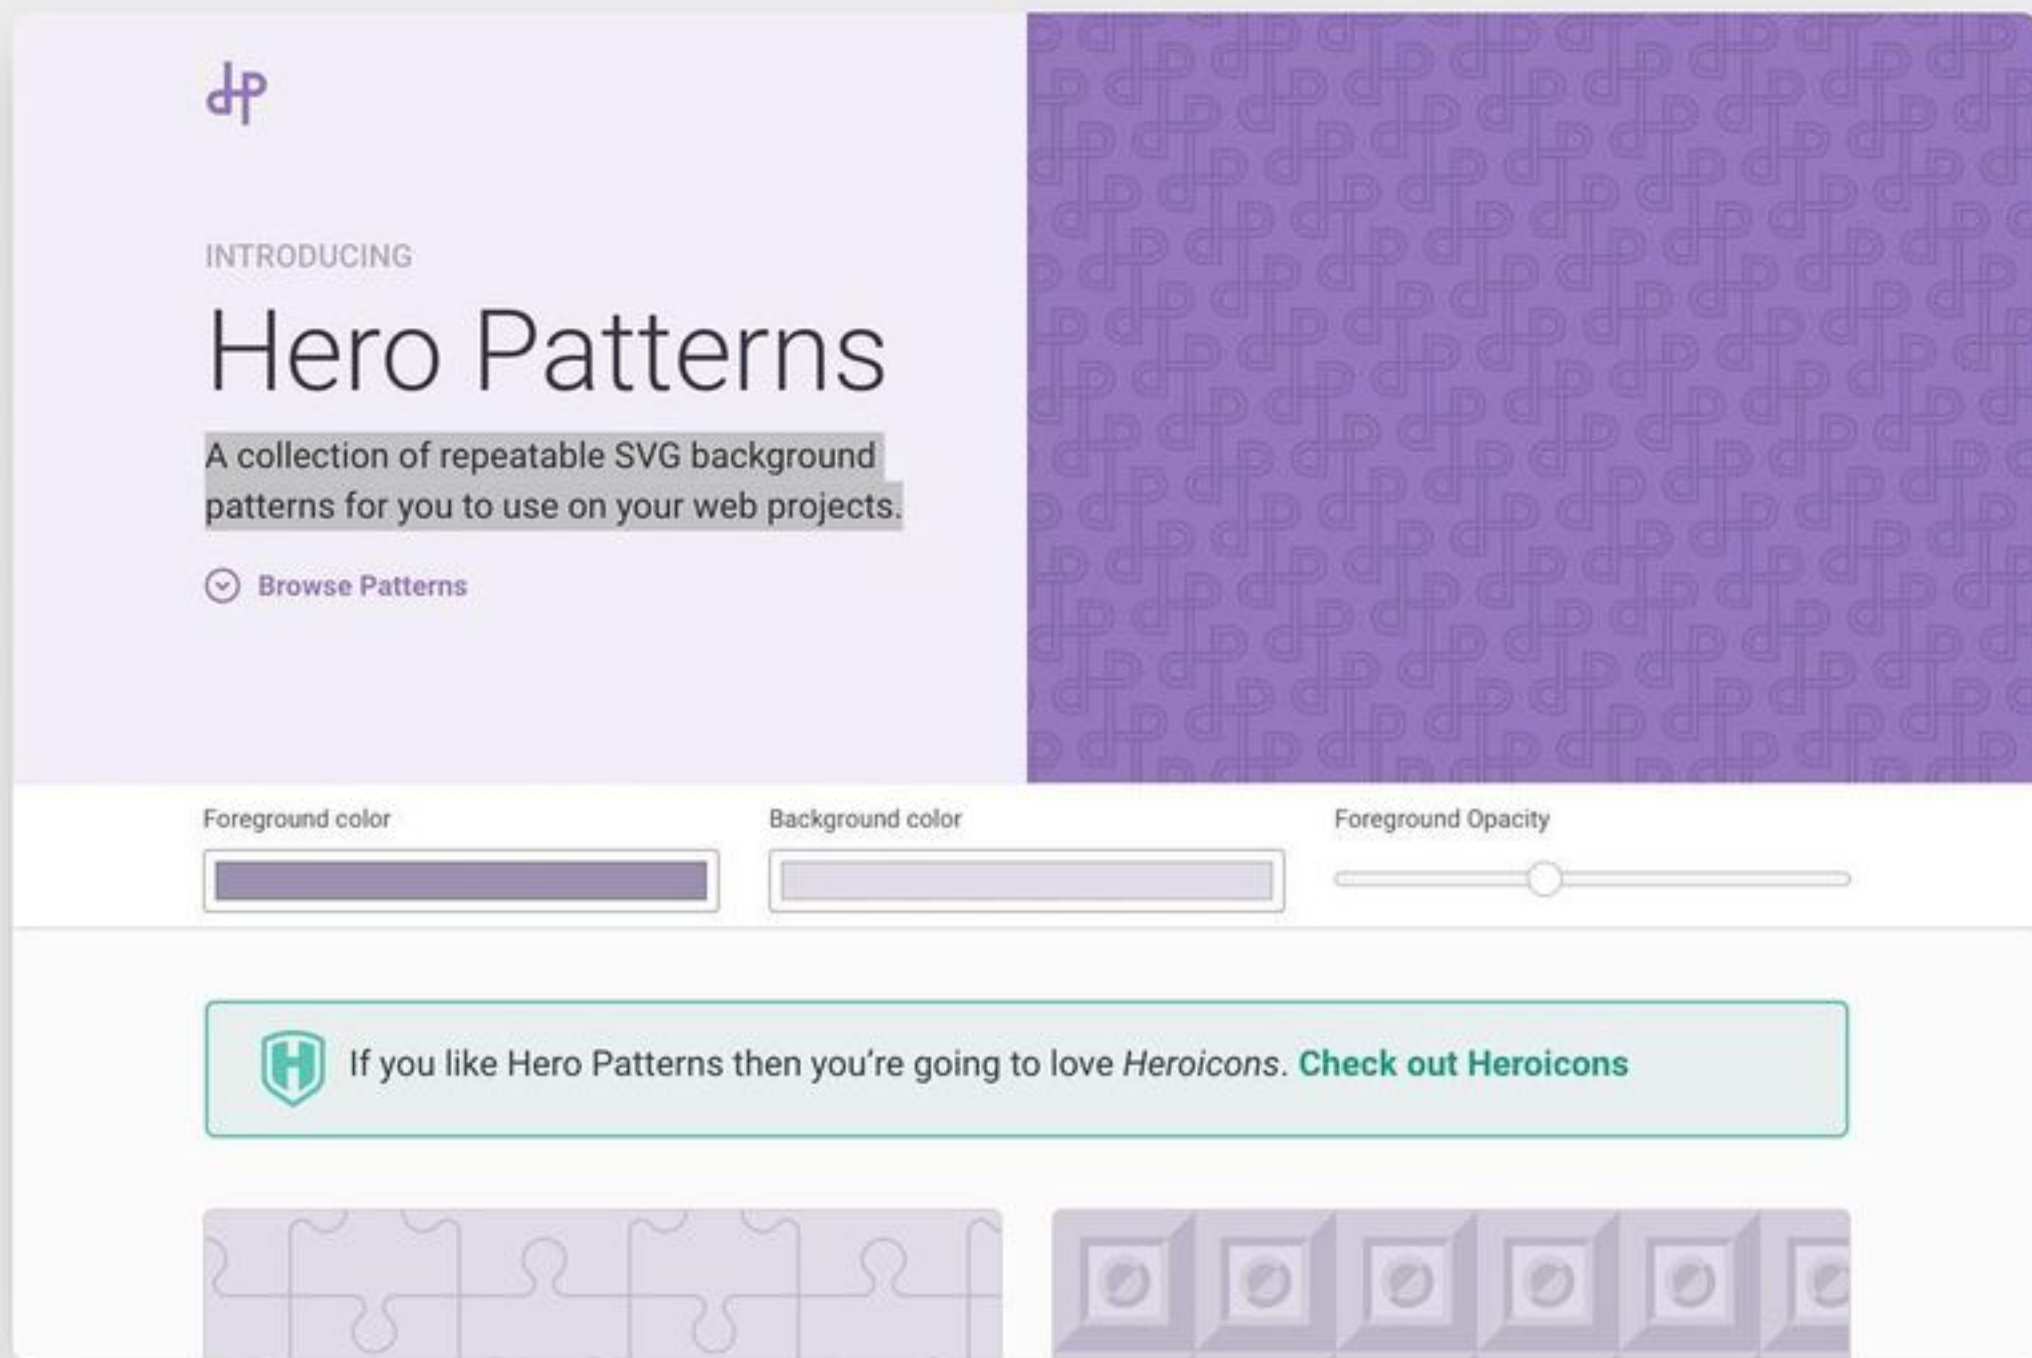 INTRODUCING
Hero Patterns
A collection of repeatable SVG background
patterns for you to use on your web projects.
Browse Patterns
Foreground color
Background color
Foreground Opacity
If you like Hero Patterns then you’re going to love Heroicons. Check out Heroicons